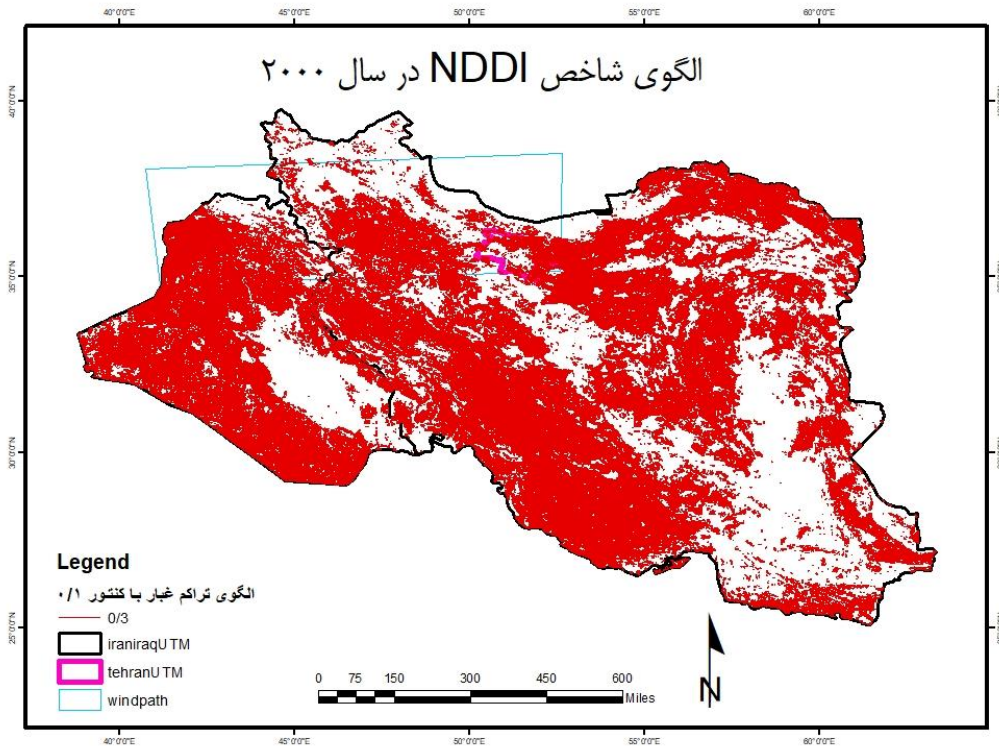 40°0'0"E 45°0'0"E 50°0'0"E 55°0'0"E 60°0'0"E
الگوی شاخص NDDI در سال ۲۰۰۰
40°0'0"N
35°0'0"N
30°0'0"N
25°0'0"N
Legend
الگوی تراکم غبار با کنتور ۰/۱
0/3
iraniraqUTM
tehranUTM
windpath
0 75 150 300 450 600
Miles
N
40°0'0"E 45°0'0"E 50°0'0"E 55°0'0"E 60°0'0"E